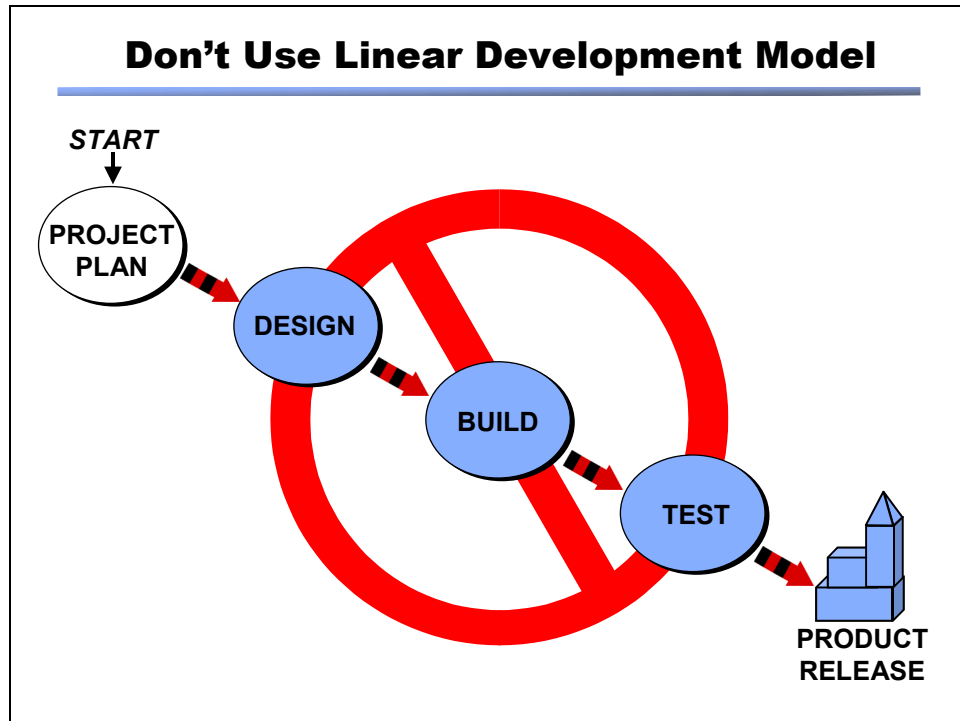 Don’t Use Linear Development Model
START
PROJECT
PLAN
DESIGN
BUILD
TEST
PRODUCT
RELEASE